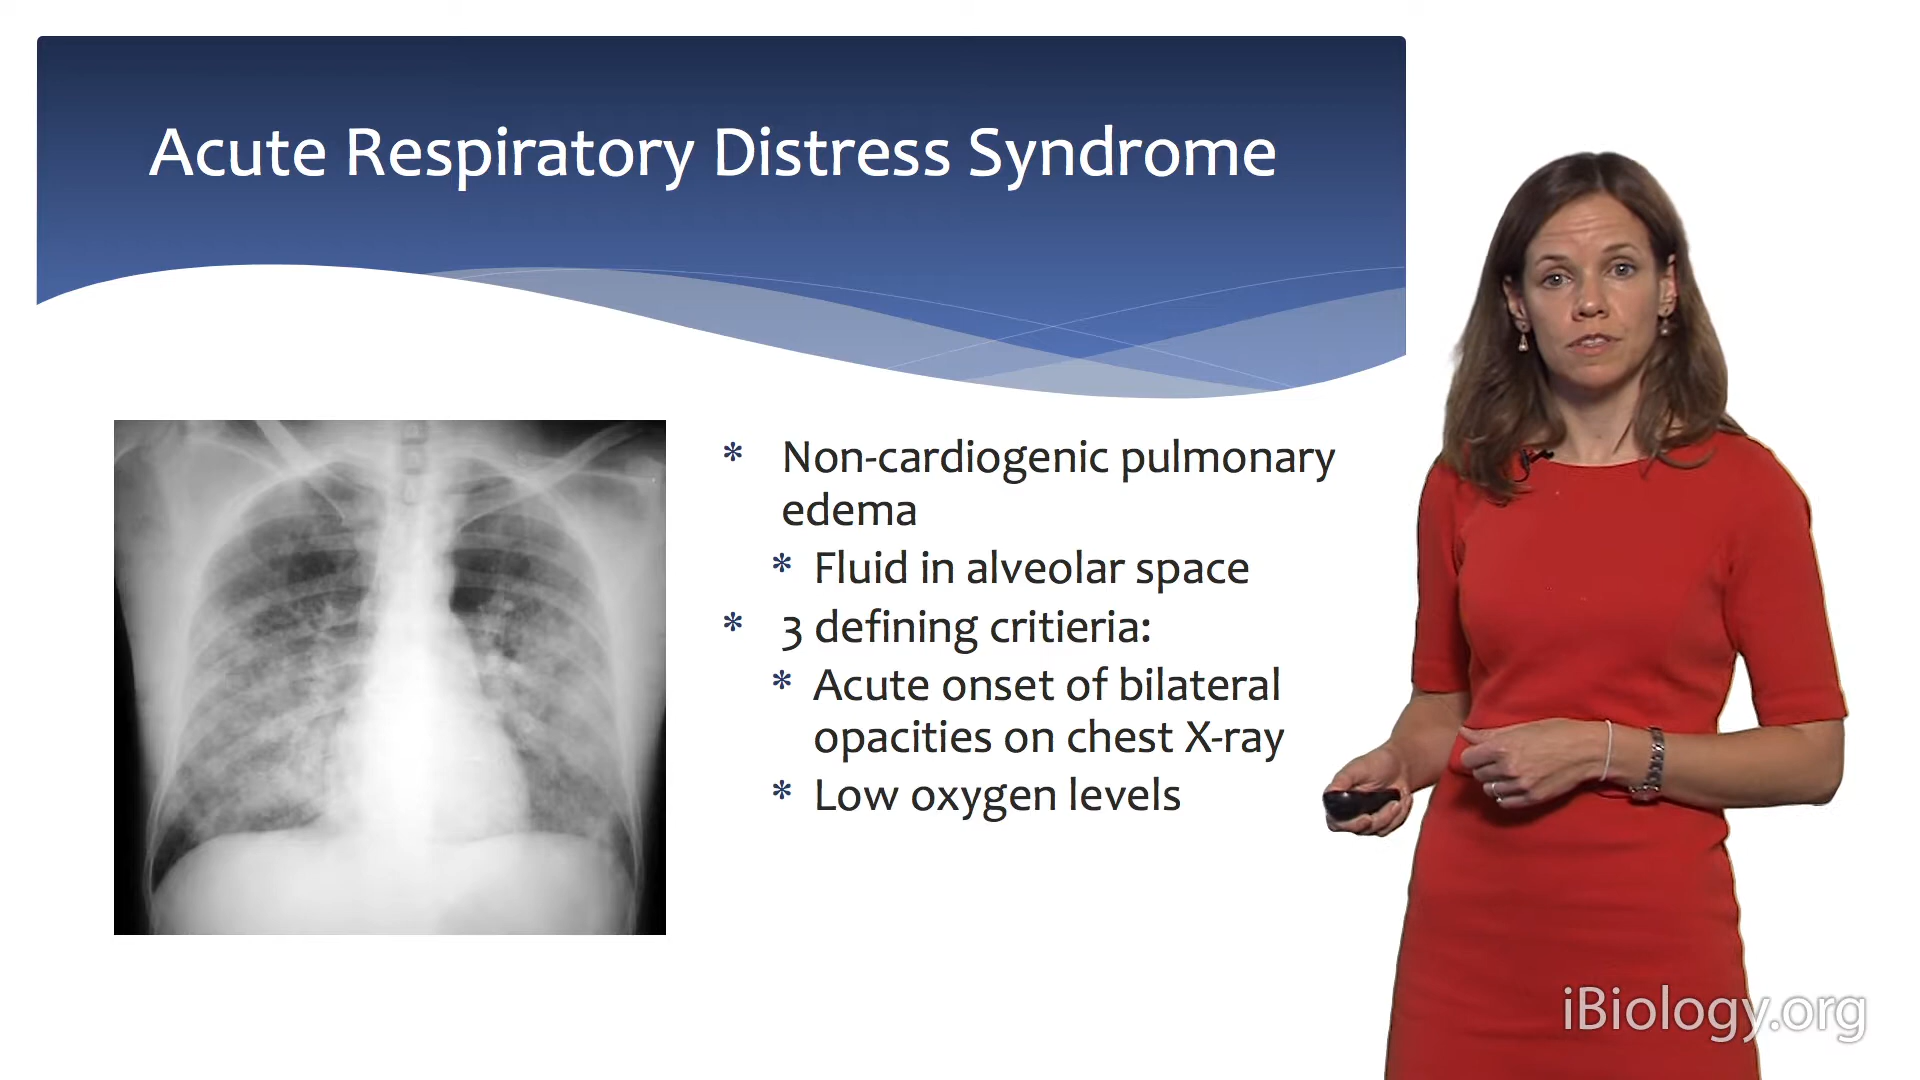 Acute Respiratory Distress Syndrome
* Non-cardiogenic pulmonary
edema
* Fluid in alveolar space
* 3 defining critieria:
* Acute onset of bilateral
opacities on chest X-ray
* Low oxygen levels
iBiology.org